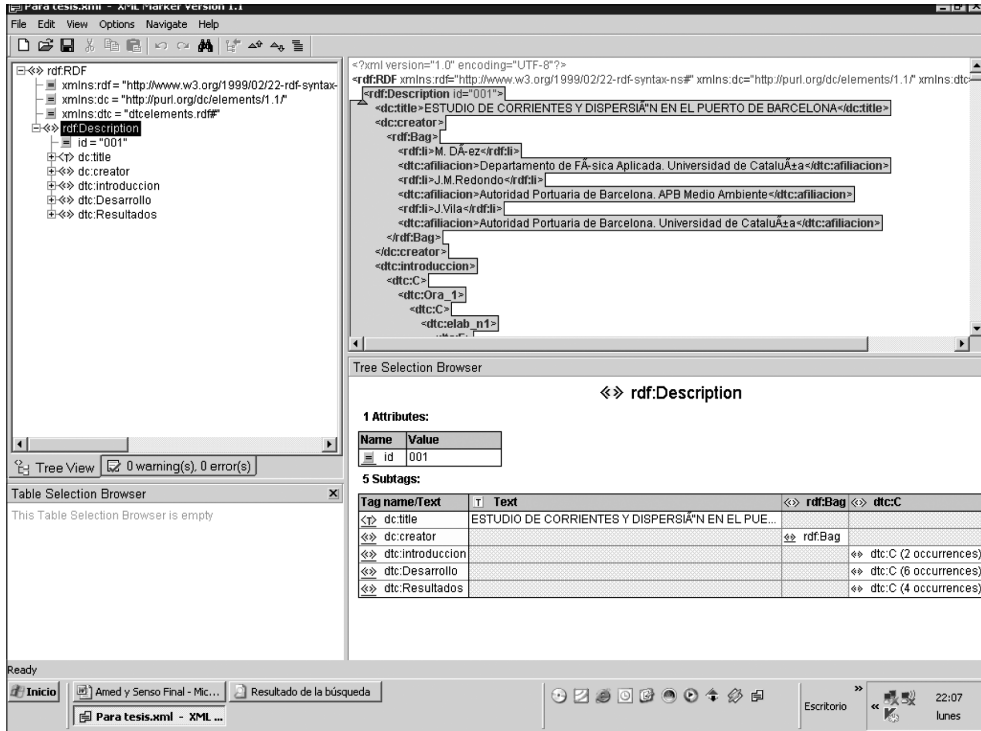 Para tesis.xml - XML Marker Version 1.1
File Edit View Options Navigate Help
rdf:RDF
xmlns:rdf = "http://www.w3.org/1999/02/22-rdf-syntax-
xmlns:dc = "http://purl.org/dc/elements/1.1/"
xmlns:dtc = "dtcelements.rdf#"
rdf:Description
id = "001"
dc:title
dc:creator
dtc:introduccion
dtc:Desarrollo
dtc:Resultados
Tree View 0 warning(s), 0 error(s)
Table Selection Browser
This Table Selection Browser is empty
<?xml version="1.0" encoding="UTF-8"?>
<rdf:RDF xmlns:rdf="http://www.w3.org/1999/02/22-rdf-syntax-ns#" xmlns:dc="http://purl.org/dc/elements/1.1/" xmlns:dtc=
<rdf:Description id="001">
<dc:title>ESTUDIO DE CORRIENTES Y DISPERSIÃ"N EN EL PUERTO DE BARCELONA</dc:title>
<dc:creator>
<rdf:Bag>
<rdf:li>M. DÃ-ez</rdf:li>
<dtc:afiliacion>Departamento de FÃ-sica Aplicada. Universidad de CataluÃ±a</dtc:afiliacion>
<rdf:li>J.M.Redondo</rdf:li>
<dtc:afiliacion>Autoridad Portuaria de Barcelona. APB Medio Ambiente</dtc:afiliacion>
<rdf:li>J.Vila</rdf:li>
<dtc:afiliacion>Autoridad Portuaria de Barcelona. Universidad de CataluÃ±a</dtc:afiliacion>
</rdf:Bag>
</dc:creator>
<dtc:introduccion>
<dtc:C>
<dtc:Ora_1>
<dtc:C>
<dtc:elab_n1>
Tree Selection Browser
rdf:Description
1 Attributes:
Name Value
id 001
5 Subtags:
Tag name/Text T Text rdf:Bag dtc:C
dc:title ESTUDIO DE CORRIENTES Y DISPERSIÃ"N EN EL PUE...
dc:creator rdf:Bag
dtc:introduccion dtc:C (2 occurrences)
dtc:Desarrollo dtc:C (6 occurrences)
dtc:Resultados dtc:C (4 occurrences)
Ready
Inicio Amed y Senso Final - Mic... Resultado de la búsqueda Escritorio 22:07
Para tesis.xml - XML ... lunes